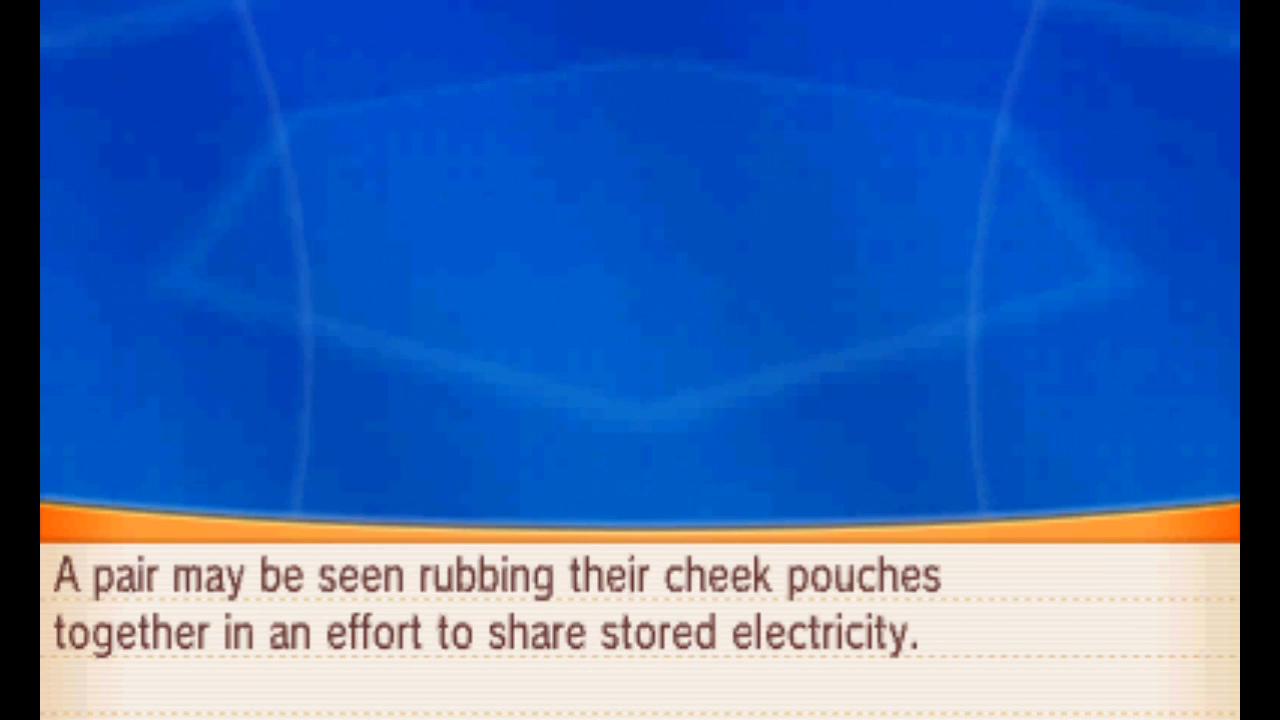 A pair may be seen rubbing their cheek pouches
together in an effort to share stored electricity.